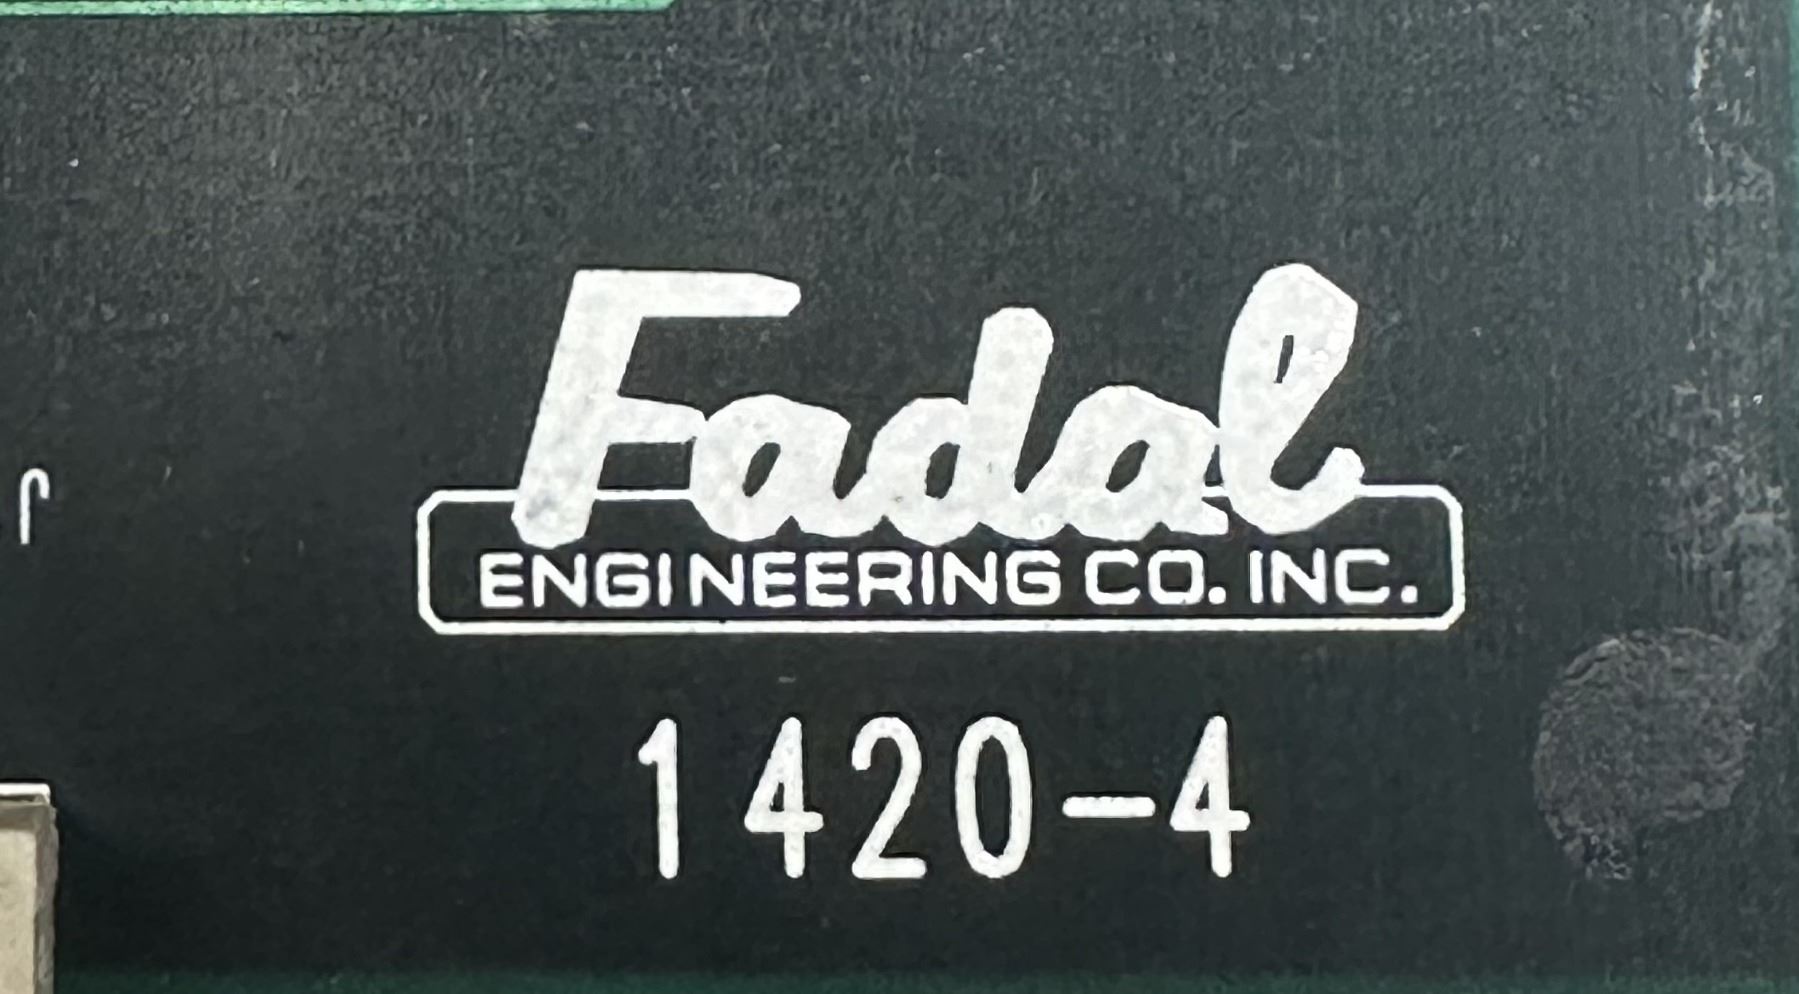 Fadal
ENGINEERING CO. INC.
1420-4